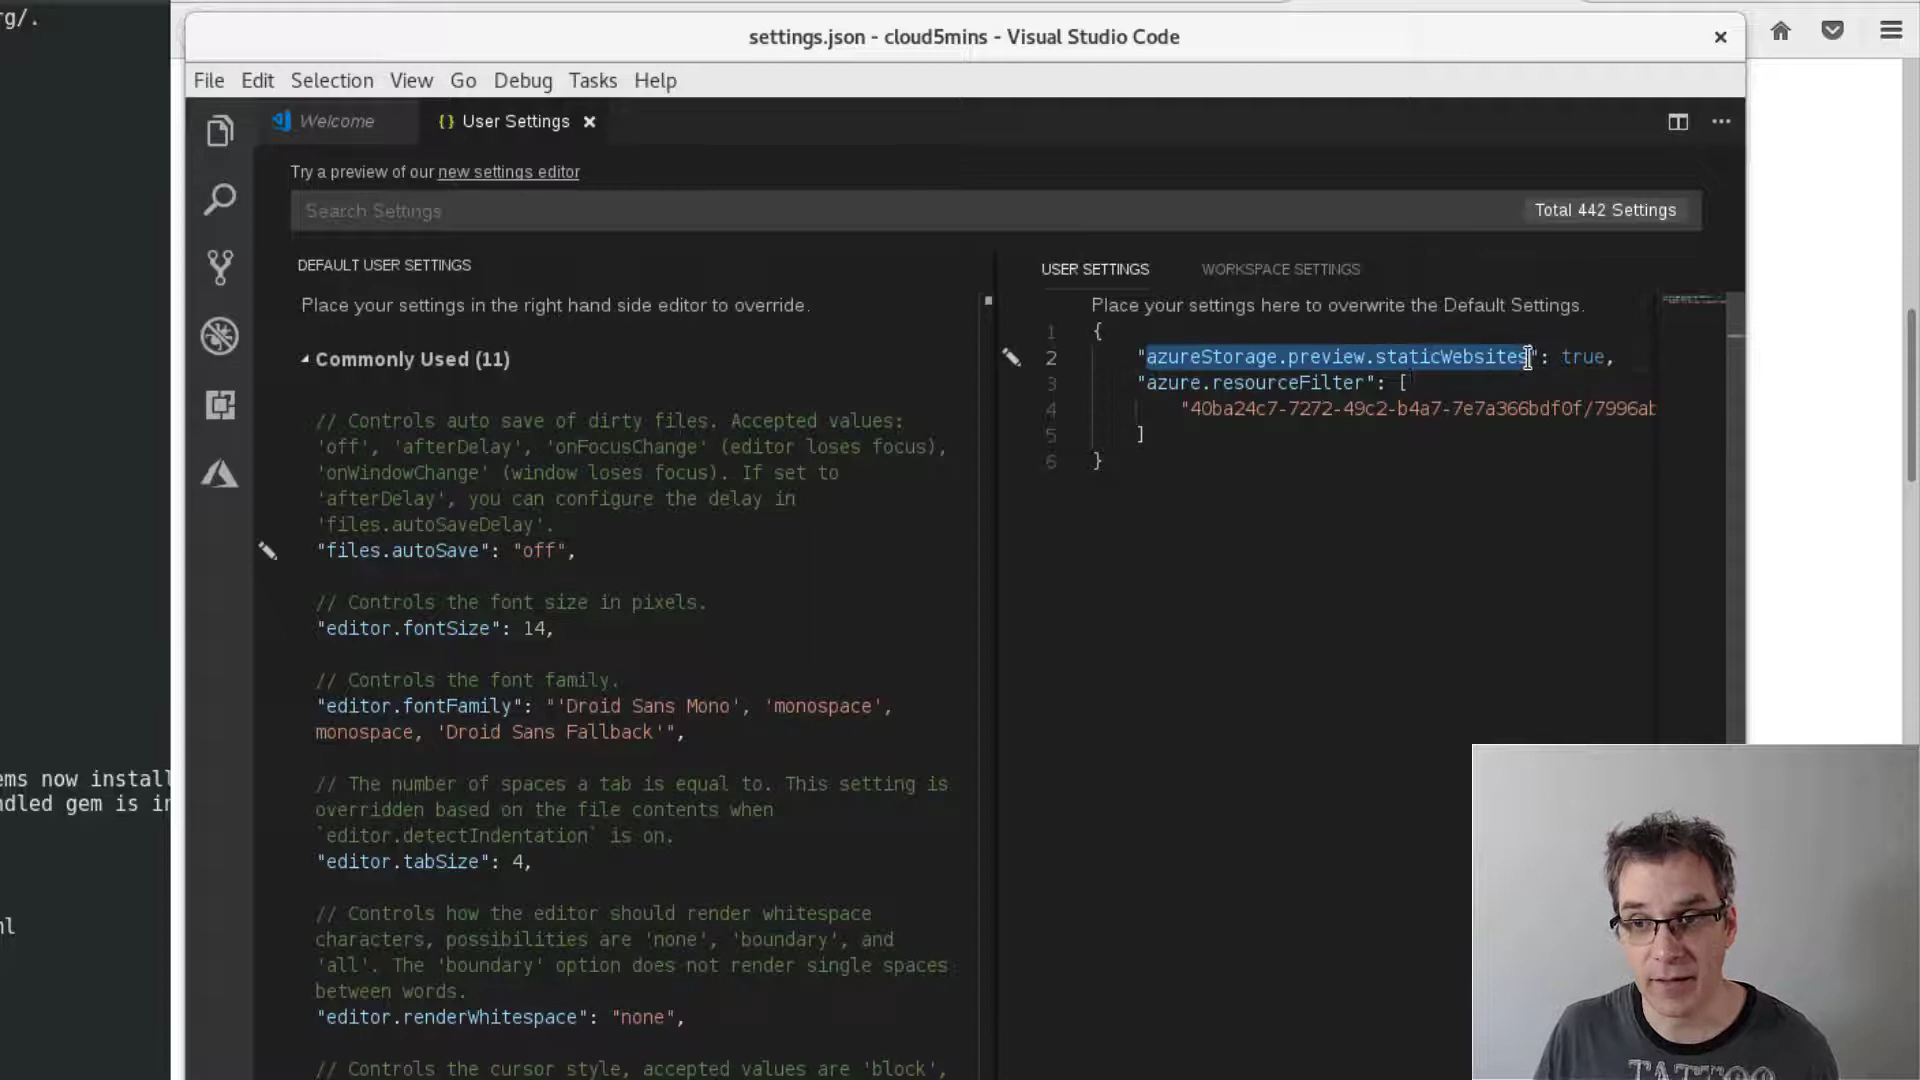 rg/.
settings.json - cloud5mins - Visual Studio Code
File Edit Selection View Go Debug Tasks Help
Welcome
{} User Settings
Try a preview of our new settings editor
Search Settings
Total 442 Settings
DEFAULT USER SETTINGS
Place your settings in the right hand side editor to override.
Commonly Used (11)
// Controls auto save of dirty files. Accepted values:
'off', 'afterDelay', 'onFocusChange' (editor loses focus),
'onWindowChange' (window loses focus). If set to
'afterDelay', you can configure the delay in
'files.autoSaveDelay'.
"files.autoSave": "off",
// Controls the font size in pixels.
"editor.fontSize": 14,
// Controls the font family.
"editor.fontFamily": "'Droid Sans Mono', 'monospace',
monospace, 'Droid Sans Fallback'",
// The number of spaces a tab is equal to. This setting is
overridden based on the file contents when
`editor.detectIndentation` is on.
"editor.tabSize": 4,
// Controls how the editor should render whitespace
characters, possibilities are 'none', 'boundary', and
'all'. The 'boundary' option does not render single spaces
between words.
"editor.renderWhitespace": "none",
// Controls the cursor style, accepted values are 'block',
USER SETTINGS
WORKSPACE SETTINGS
Place your settings here to overwrite the Default Settings.
1 {
2 "azureStorage.preview.staticWebsites": true,
3 "azure.resourceFilter": [
4 "40ba24c7-7272-49c2-b4a7-7e7a366bdf0f/7996ab
5 ]
6 }
ems now install
ndled gem is in
ml
TATTOO